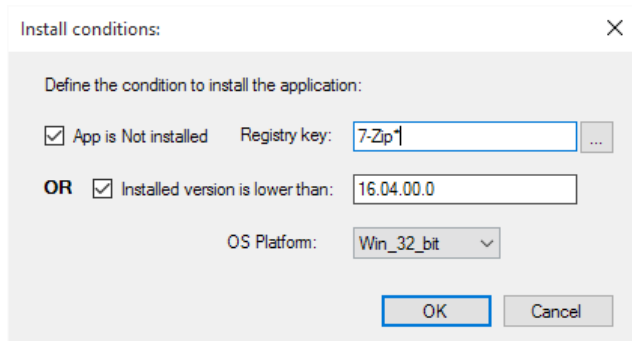 Install conditions:
Define the condition to install the application:
App is Not installed Registry key: 7-Zip* ...
OR Installed version is lower than: 16.04.00.0
OS Platform: Win_32_bit
OK Cancel